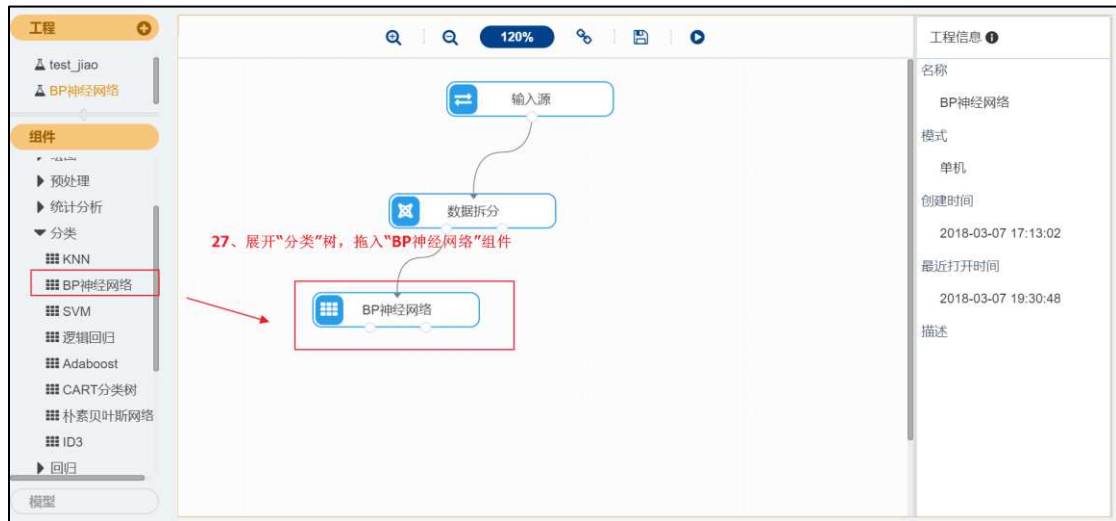 工程
test_jiao
BP神经网络
组件
预处理
统计分析
分类
KNN
BP神经网络
SVM
逻辑回归
Adaboost
CART分类树
朴素贝叶斯网络
ID3
回归
模型
120%
输入源
数据拆分
27、展开"分类"树，拖入"BP神经网络"组件
BP神经网络
工程信息
名称
BP神经网络
模式
单机
创建时间
2018-03-07 17:13:02
最近打开时间
2018-03-07 19:30:48
描述